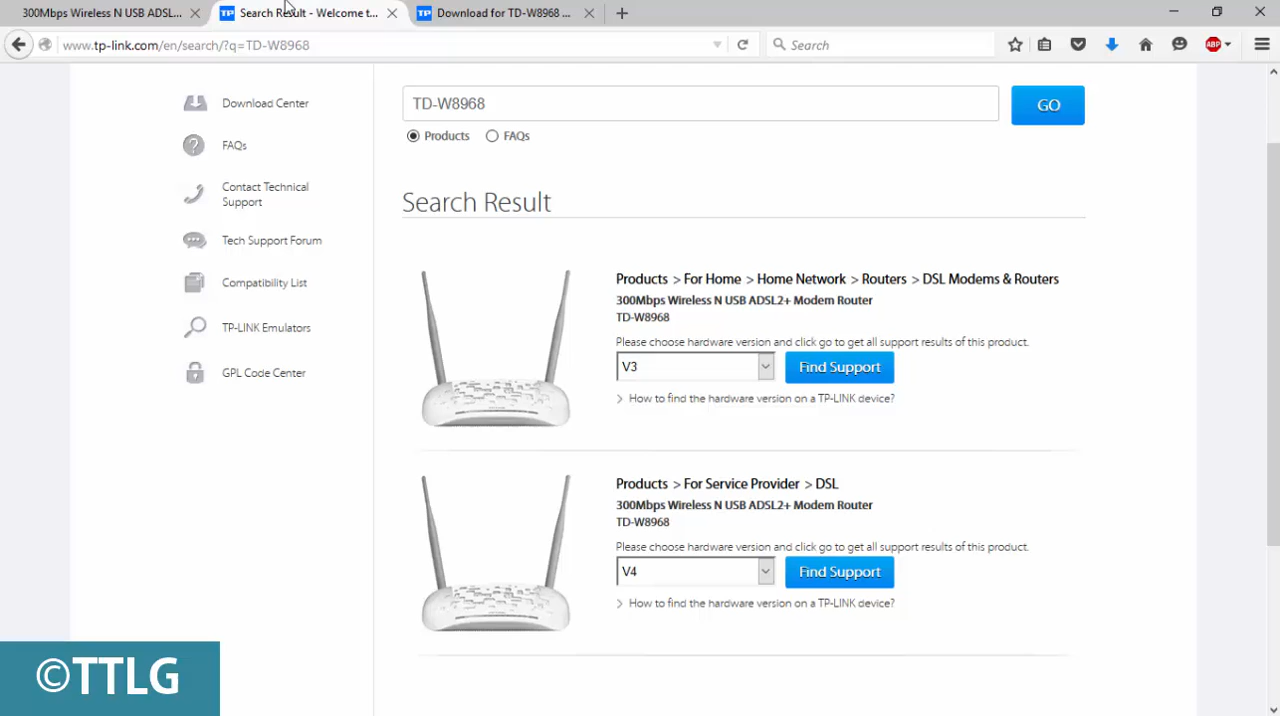 300Mbps Wireless N USB ADSL...
TP Search Result - Welcome t...
TP Download for TD-W8968 ...
www.tp-link.com/en/search/?q=TD-W8968
Search
ABP
Download Center
FAQs
Contact Technical
Support
Tech Support Forum
Compatibility List
TP-LINK Emulators
GPL Code Center
TD-W8968
GO
Products
FAQs
Search Result
Products > For Home > Home Network > Routers > DSL Modems & Routers
300Mbps Wireless N USB ADSL2+ Modem Router
TD-W8968
Please choose hardware version and click go to get all support results of this product.
V3
Find Support
How to find the hardware version on a TP-LINK device?
Products > For Service Provider > DSL
300Mbps Wireless N USB ADSL2+ Modem Router
TD-W8968
Please choose hardware version and click go to get all support results of this product.
V4
Find Support
How to find the hardware version on a TP-LINK device?
©TTLG